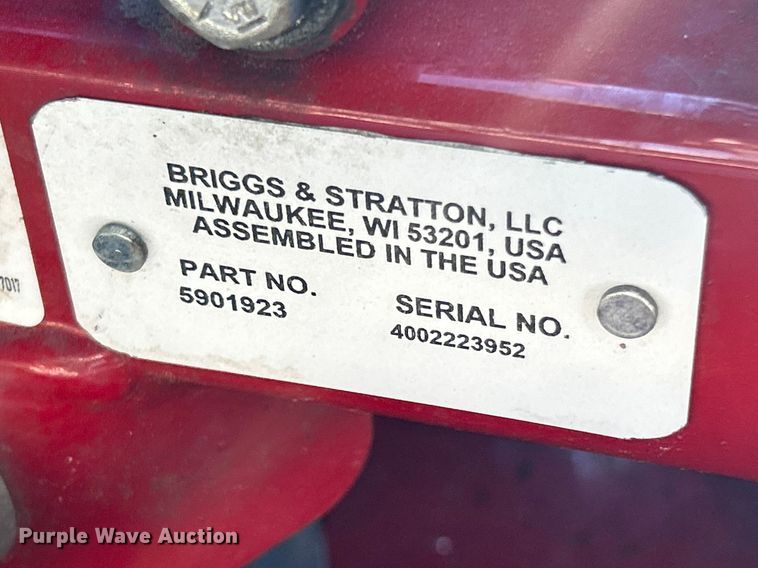 BRIGGS & STRATTON, LLC
MILWAUKEE, WI 53201, USA
ASSEMBLED IN THE USA
PART NO.
5901923
SERIAL NO.
4002223952
Purple Wave Auction